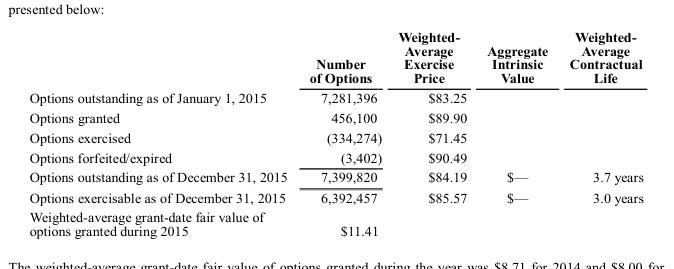 presented below:
Weighted-
Average
Exercise
Price
Weighted-
Average
Contractual
Life
Number
of Options
Aggregate
Intrinsic
Value
Options outstanding as of January 1, 2015 7,281,396 $83.25
Options granted 456,100 $89.90
Options exercised (334,274) $71.45
Options forfeited/expired (3,402) $90.49
Options outstanding as of December 31, 2015 7,399,820 $84.19 $— 3.7 years
Options exercisable as of December 31, 2015 6,392,457 $85.57 $— 3.0 years
Weighted-average grant-date fair value of
options granted during 2015 $11.41
The weighted-average grant-date fair value of options granted during the year was $8.71 for 2014 and $8.00 for